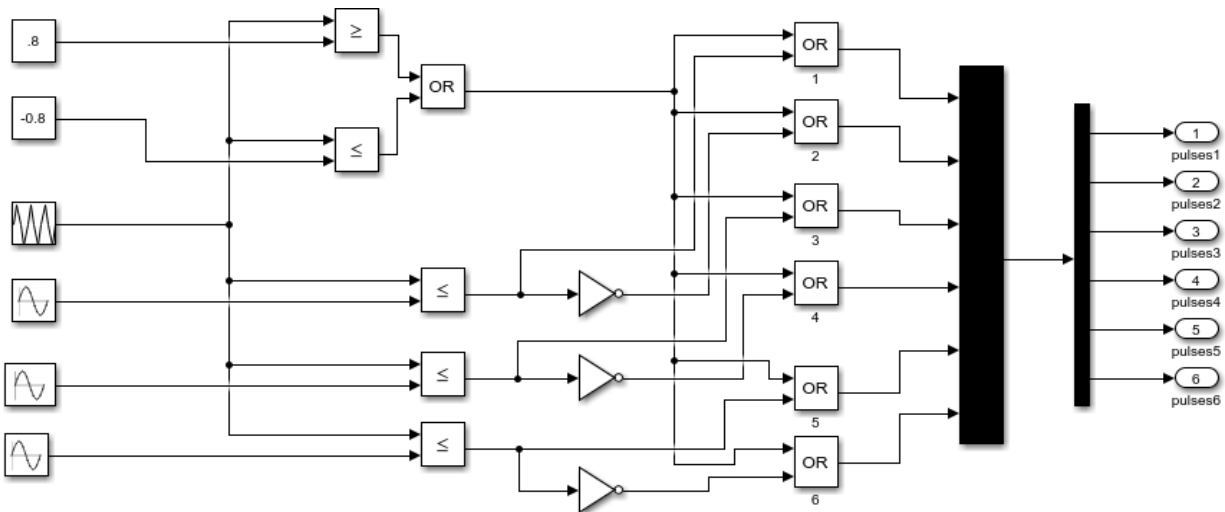 .8
≥
OR
-0.8
≤
OR
1
OR
2
OR
3
≤
OR
4
≤
OR
5
≤
OR
6
1
pulses1
2
pulses2
3
pulses3
4
pulses4
5
pulses5
6
pulses6